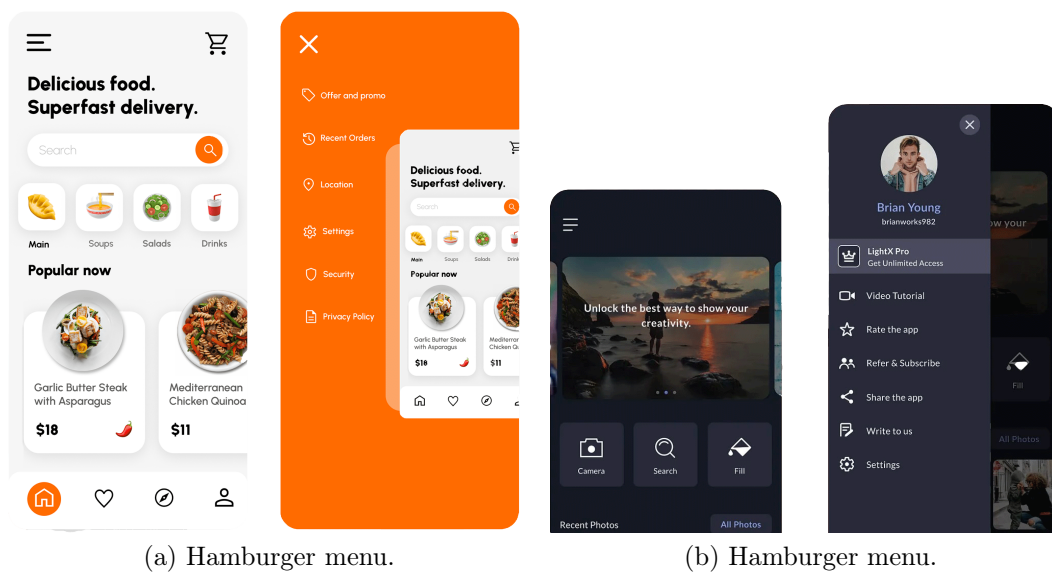 Delicious food.
Superfast delivery.
Search
Main
Soups
Salads
Drinks
Popular now
Garlic Butter Steak
with Asparagus
$18
Mediterranean
Chicken Quinoa
$11
Offer and promo
Recent Orders
Location
Settings
Security
Privacy Policy
Delicious food.
Superfast delivery.
Search
Main
Soups
Salads
Popular now
Garlic Butter Steak
with Asparagus
$18
$11
(a) Hamburger menu.
Unlock the best way to show your
creativity.
Camera
Search
Fill
Recent Photos
All Photos
Brian Young
brianworks982
LightX Pro
Get Unlimited Access
Video Tutorial
Rate the app
Refer & Subscribe
Share the app
Write to us
Settings
ow your
Fill
All Photos
(b) Hamburger menu.